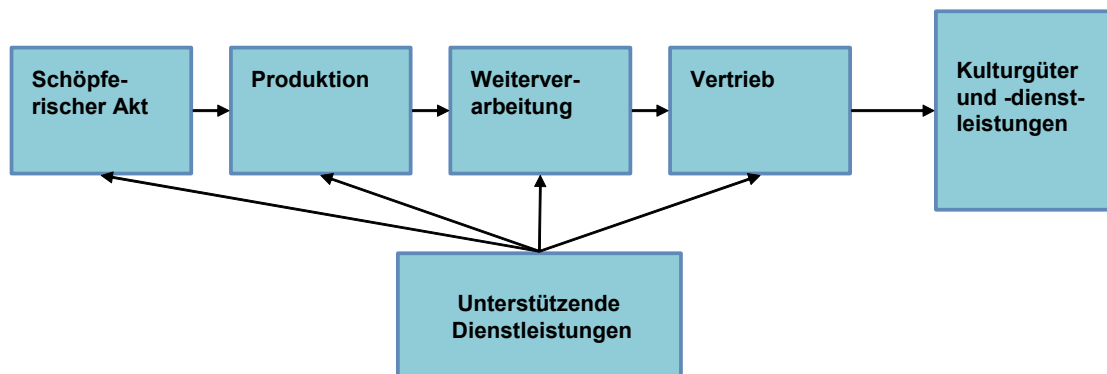 Schöpfe-
rischer Akt
Produktion
Weiterver-
arbeitung
Vertrieb
Kulturgüter
und -dienst-
leistungen
Unterstützende
Dienstleistungen